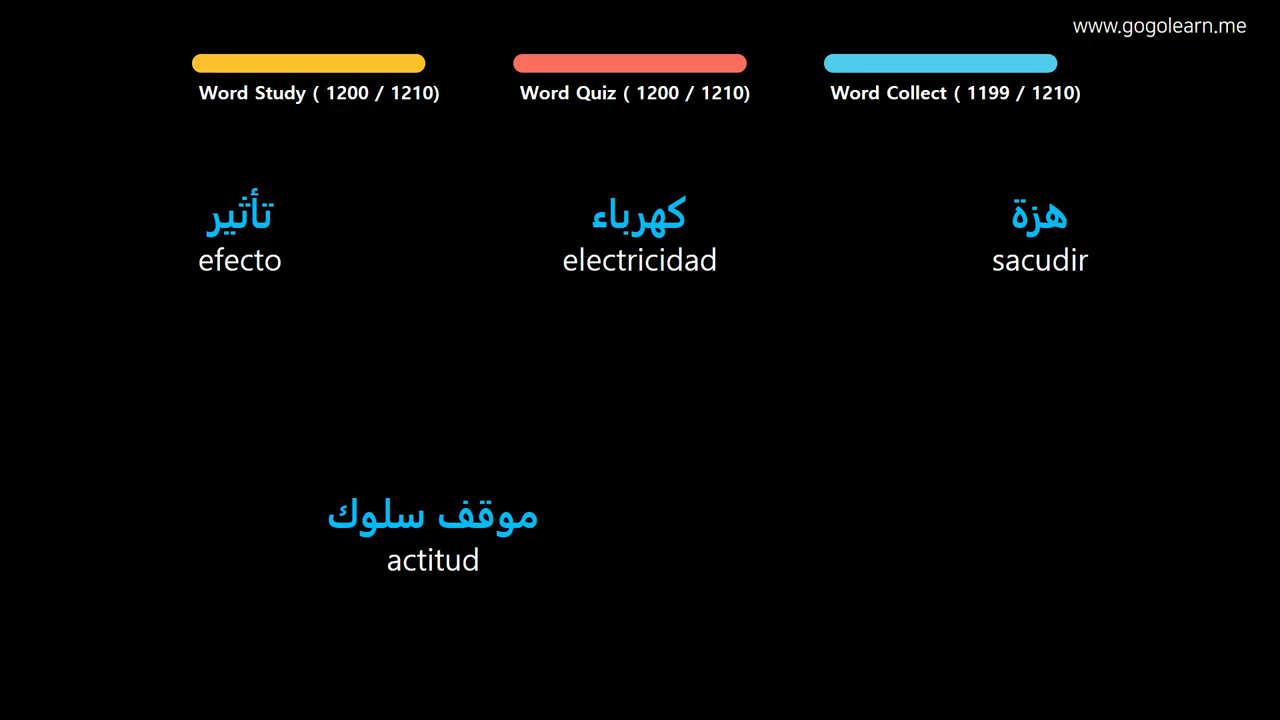 www.gogolearn.me
Word Study ( 1200 / 1210)
Word Quiz ( 1200 / 1210)
Word Collect ( 1199 / 1210)
تأثير
efecto
كهرباء
electricidad
هزة
sacudir
موقف سلوك
actitud